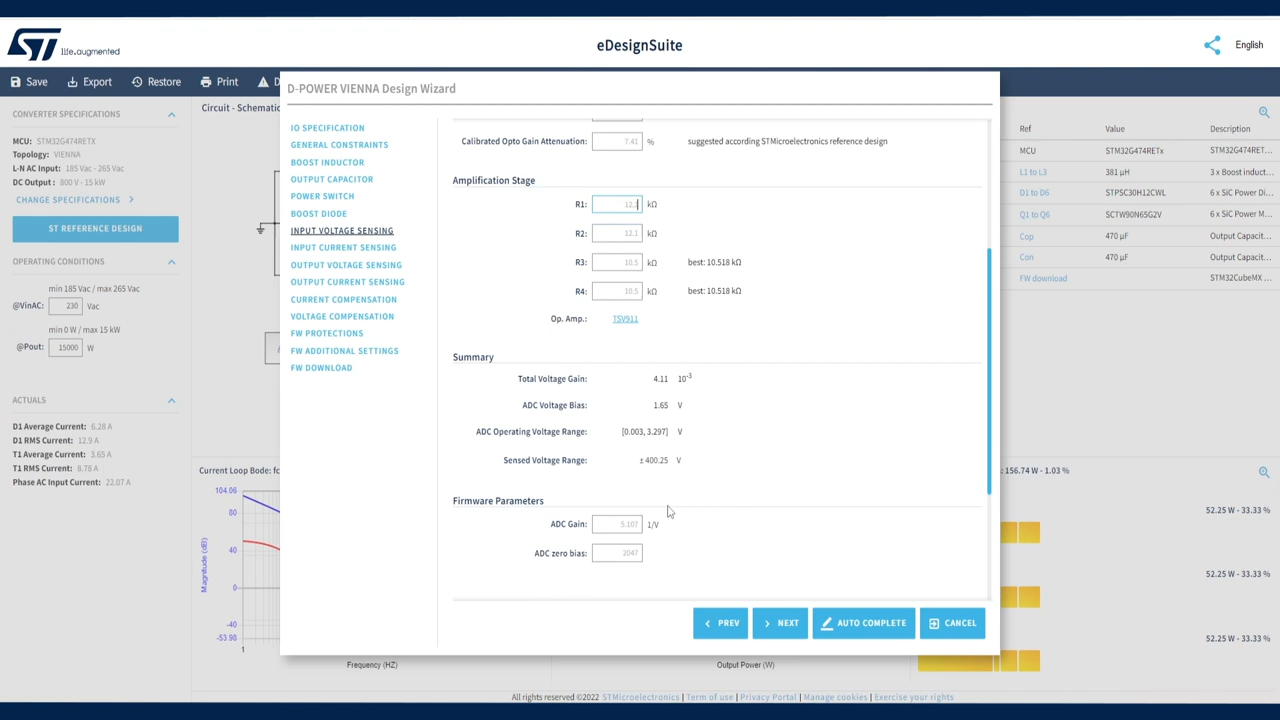 ST life.augmented
eDesignSuite
English
Save
Export
Restore
Print
D-POWER VIENNA Design Wizard
CONVERTER SPECIFICATIONS
MCU: STM32G474RETX
Topology: VIENNA
L-N AC Input: 185 Vac - 265 Vac
DC Output: 800 V - 15 kW
CHANGE SPECIFICATIONS
ST REFERENCE DESIGN
OPERATING CONDITIONS
min 185 Vac / max 265 Vac
@VinAC: 230 Vac
min 0 W / max 15 kW
@Pout: 15000 W
ACTUALS
D1 Average Current: 6.28 A
D1 RMS Current: 12.9 A
T1 Average Current: 3.65 A
T1 RMS Current: 8.78 A
Phase AC Input Current: 22.07 A
Circuit - Schematic
IO SPECIFICATION
GENERAL CONSTRAINTS
BOOST INDUCTOR
OUTPUT CAPACITOR
POWER SWITCH
BOOST DIODE
INPUT VOLTAGE SENSING
INPUT CURRENT SENSING
OUTPUT VOLTAGE SENSING
OUTPUT CURRENT SENSING
CURRENT COMPENSATION
VOLTAGE COMPENSATION
FW PROTECTIONS
FW ADDITIONAL SETTINGS
FW DOWNLOAD
Calibrated Opto Gain Attenuation: 7.41 % suggested according STMicroelectronics reference design
Amplification Stage
R1: 12.1 kΩ
R2: 12.1 kΩ
R3: 10.5 kΩ best: 10.518 kΩ
R4: 10.5 kΩ best: 10.518 kΩ
Op. Amp.: TSV911
Summary
Total Voltage Gain: 4.11 10-3
ADC Voltage Bias: 1.65 V
ADC Operating Voltage Range: [0.003, 3.297] V
Sensed Voltage Range: ± 400.25 V
Firmware Parameters
ADC Gain: 5.107 1/V
ADC zero bias: 2047
PREV
NEXT
AUTO COMPLETE
CANCEL
Ref Value Description
MCU STM32G474RETx STM32G474RET...
L1 to L3 381 µH 3 x Boost induct...
D1 to D6 STPSC30H12CWL 6 x SiC Power Di...
Q1 to Q6 SCTW90N65G2V 6 x SiC Power M...
Cop 470 µF Output Capacit...
Con 470 µF Output Capacit...
FW download STM32CubeMX ...
Current Loop Bode: fc
104.06
80
40
0
-40
-53.98
1
Magnitude (dB)
Frequency (HZ)
Output Power (W)
: 156.74 W - 1.03 %
52.25 W - 33.33 %
52.25 W - 33.33 %
52.25 W - 33.33 %
All rights reserved ©2022 STMicroelectronics | Term of use | Privacy Portal | Manage cookies | Exercise your rights